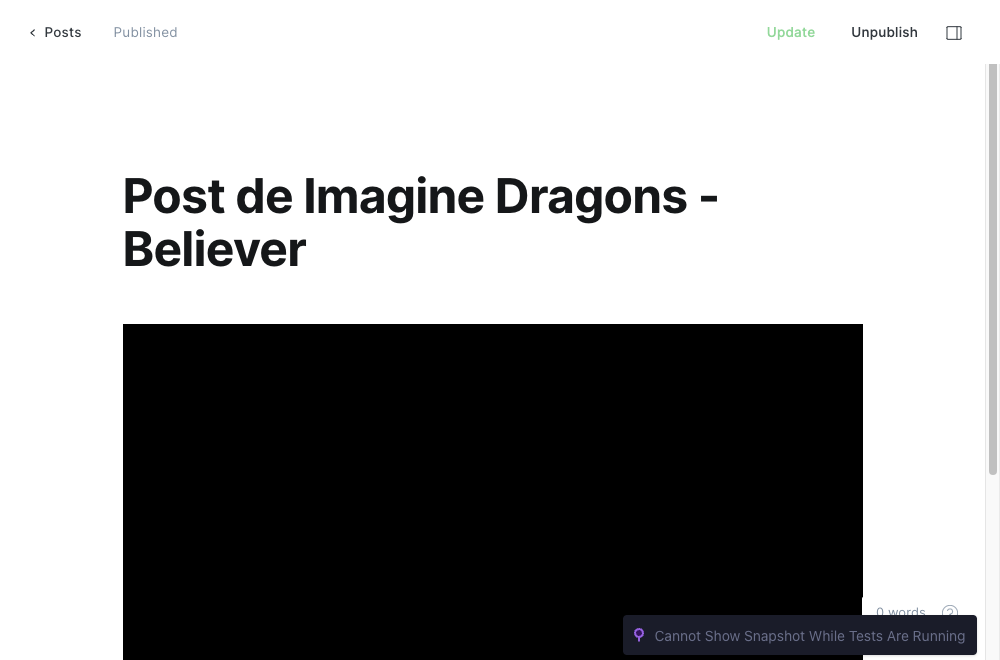 Posts
Published
Update
Unpublish
Post de Imagine Dragons -
Believer
0 words
?
Cannot Show Snapshot While Tests Are Running